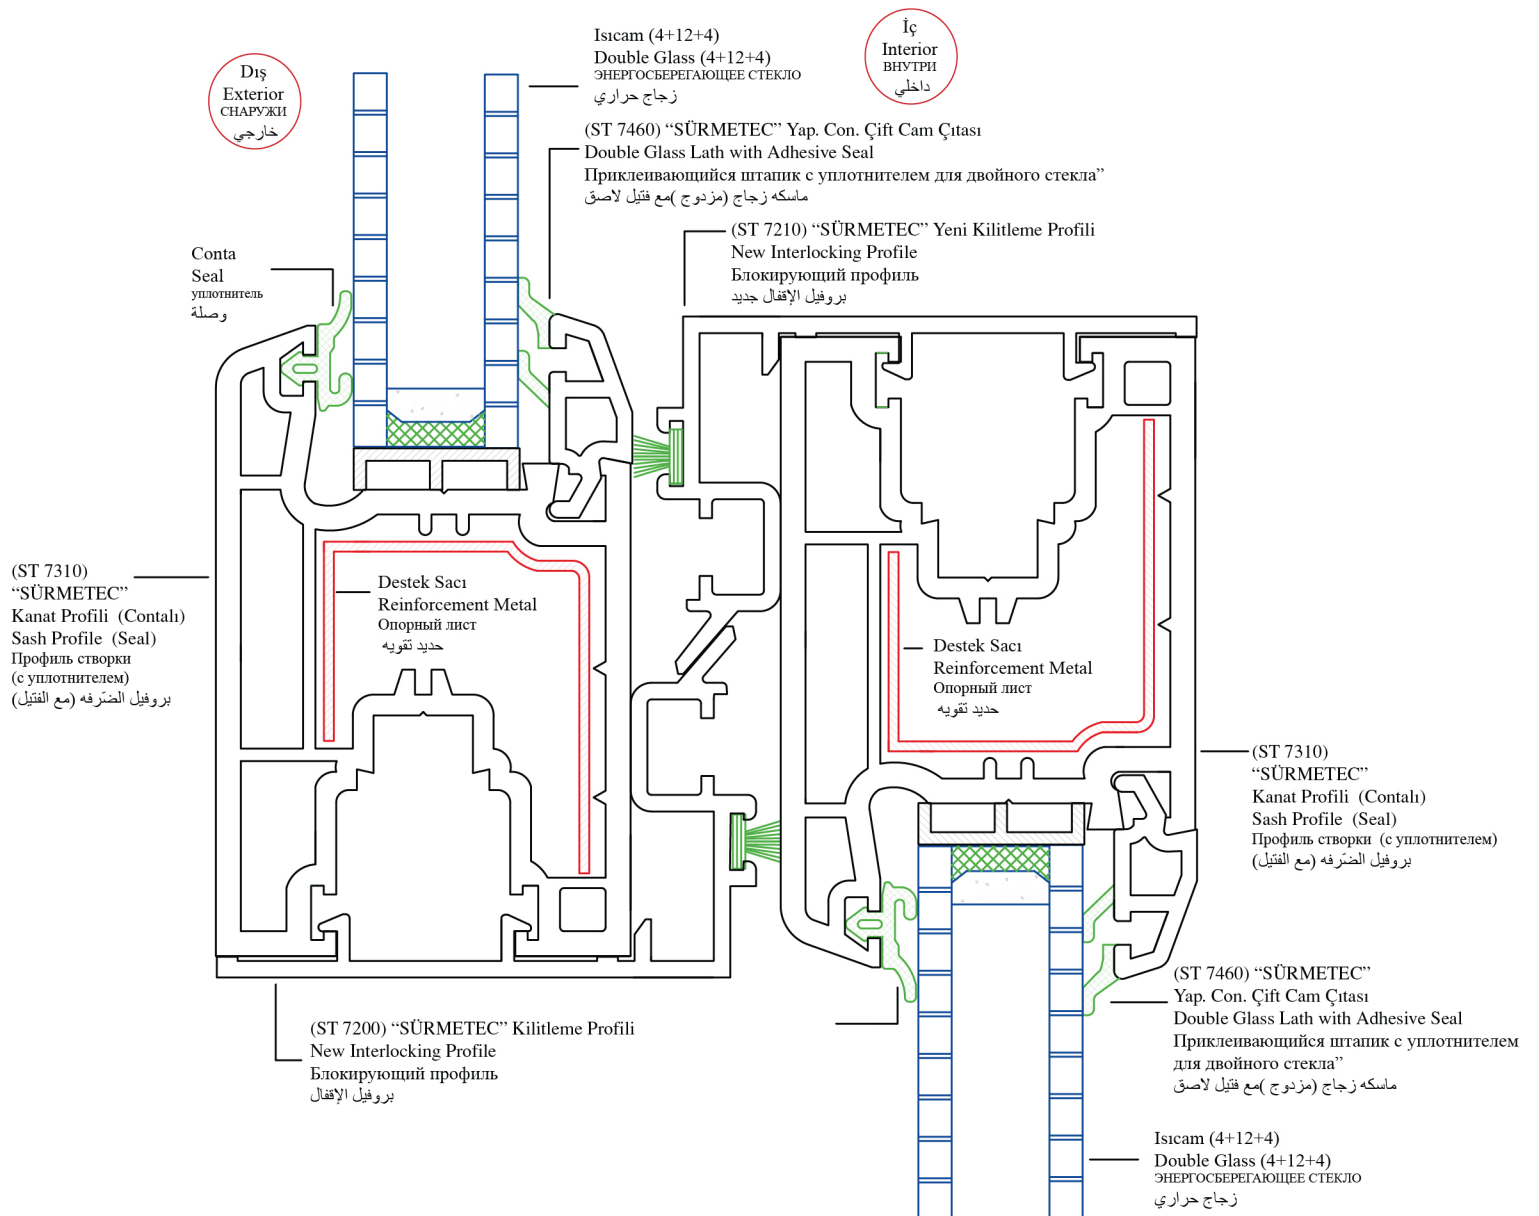 Dış
Exterior
СНАРУЖИ
خارجي
Isıcam (4+12+4)
Double Glass (4+12+4)
ЭНЕРГОСБЕРЕГАЮЩЕЕ СТЕКЛО
زجاج حراري
İç
Interior
ВНУТРИ
داخلي
(ST 7460) “SÜRMETEC” Yap. Con. Çift Cam Çıtası
Double Glass Lath with Adhesive Seal
Приклеивающийся штапик с уплотнителем для двойного стекла”
ماسكه زجاج (مزدوج )مع فتيل لاصق
(ST 7210) “SÜRMETEC” Yeni Kilitleme Profili
New Interlocking Profile
Блокирующий профиль
بروفيل الإقفال جديد
Conta
Seal
уплотнитель
وصلة
(ST 7310)
“SÜRMETEC”
Kanat Profili (Contalı)
Sash Profile (Seal)
Профиль створки
(с уплотнителем)
بروفيل الضّرفه (مع الفتيل)
Destek Sacı
Reinforcement Metal
Опорный лист
حديد تقويه
Destek Sacı
Reinforcement Metal
Опорный лист
حديد تقويه
(ST 7310)
“SÜRMETEC”
Kanat Profili (Contalı)
Sash Profile (Seal)
Профиль створки (с уплотнителем)
بروفيل الضّرفه (مع الفتيل)
(ST 7200) “SÜRMETEC” Kilitleme Profili
New Interlocking Profile
Блокирующий профиль
بروفيل الإقفال
(ST 7460) “SÜRMETEC”
Yap. Con. Çift Cam Çıtası
Double Glass Lath with Adhesive Seal
Приклеивающийся штапик с уплотнителем
для двойного стекла”
ماسكه زجاج (مزدوج )مع فتيل لاصق
Isıcam (4+12+4)
Double Glass (4+12+4)
ЭНЕРГОСБЕРЕГАЮЩЕЕ СТЕКЛО
زجاج حراري